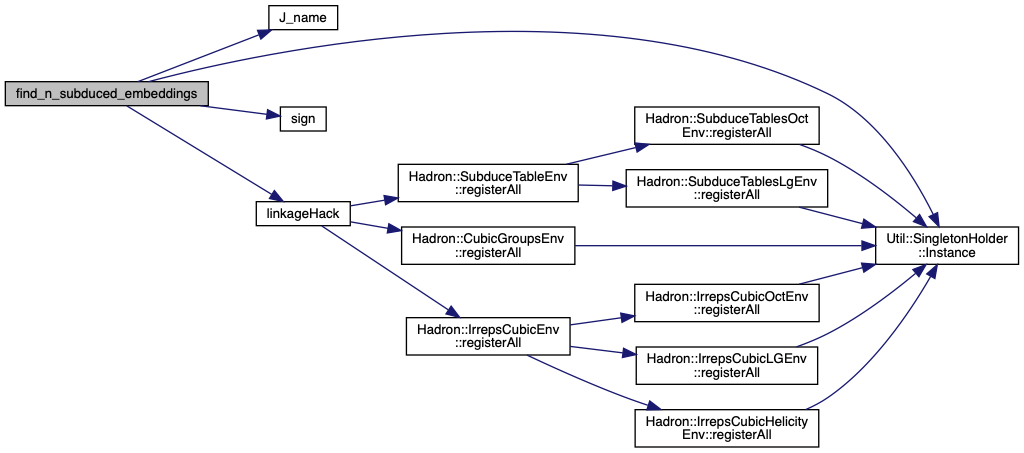 J_name
find_n_subduced_embeddings
sign
linkageHack
Hadron::SubduceTableEnv
::registerAll
Hadron::CubicGroupsEnv
::registerAll
Hadron::IrrepsCubicEnv
::registerAll
Hadron::SubduceTablesOct
Env::registerAll
Hadron::SubduceTablesLgEnv
::registerAll
Hadron::IrrepsCubicOctEnv
::registerAll
Hadron::IrrepsCubicLGEnv
::registerAll
Hadron::IrrepsCubicHelicity
Env::registerAll
Util::SingletonHolder
::Instance